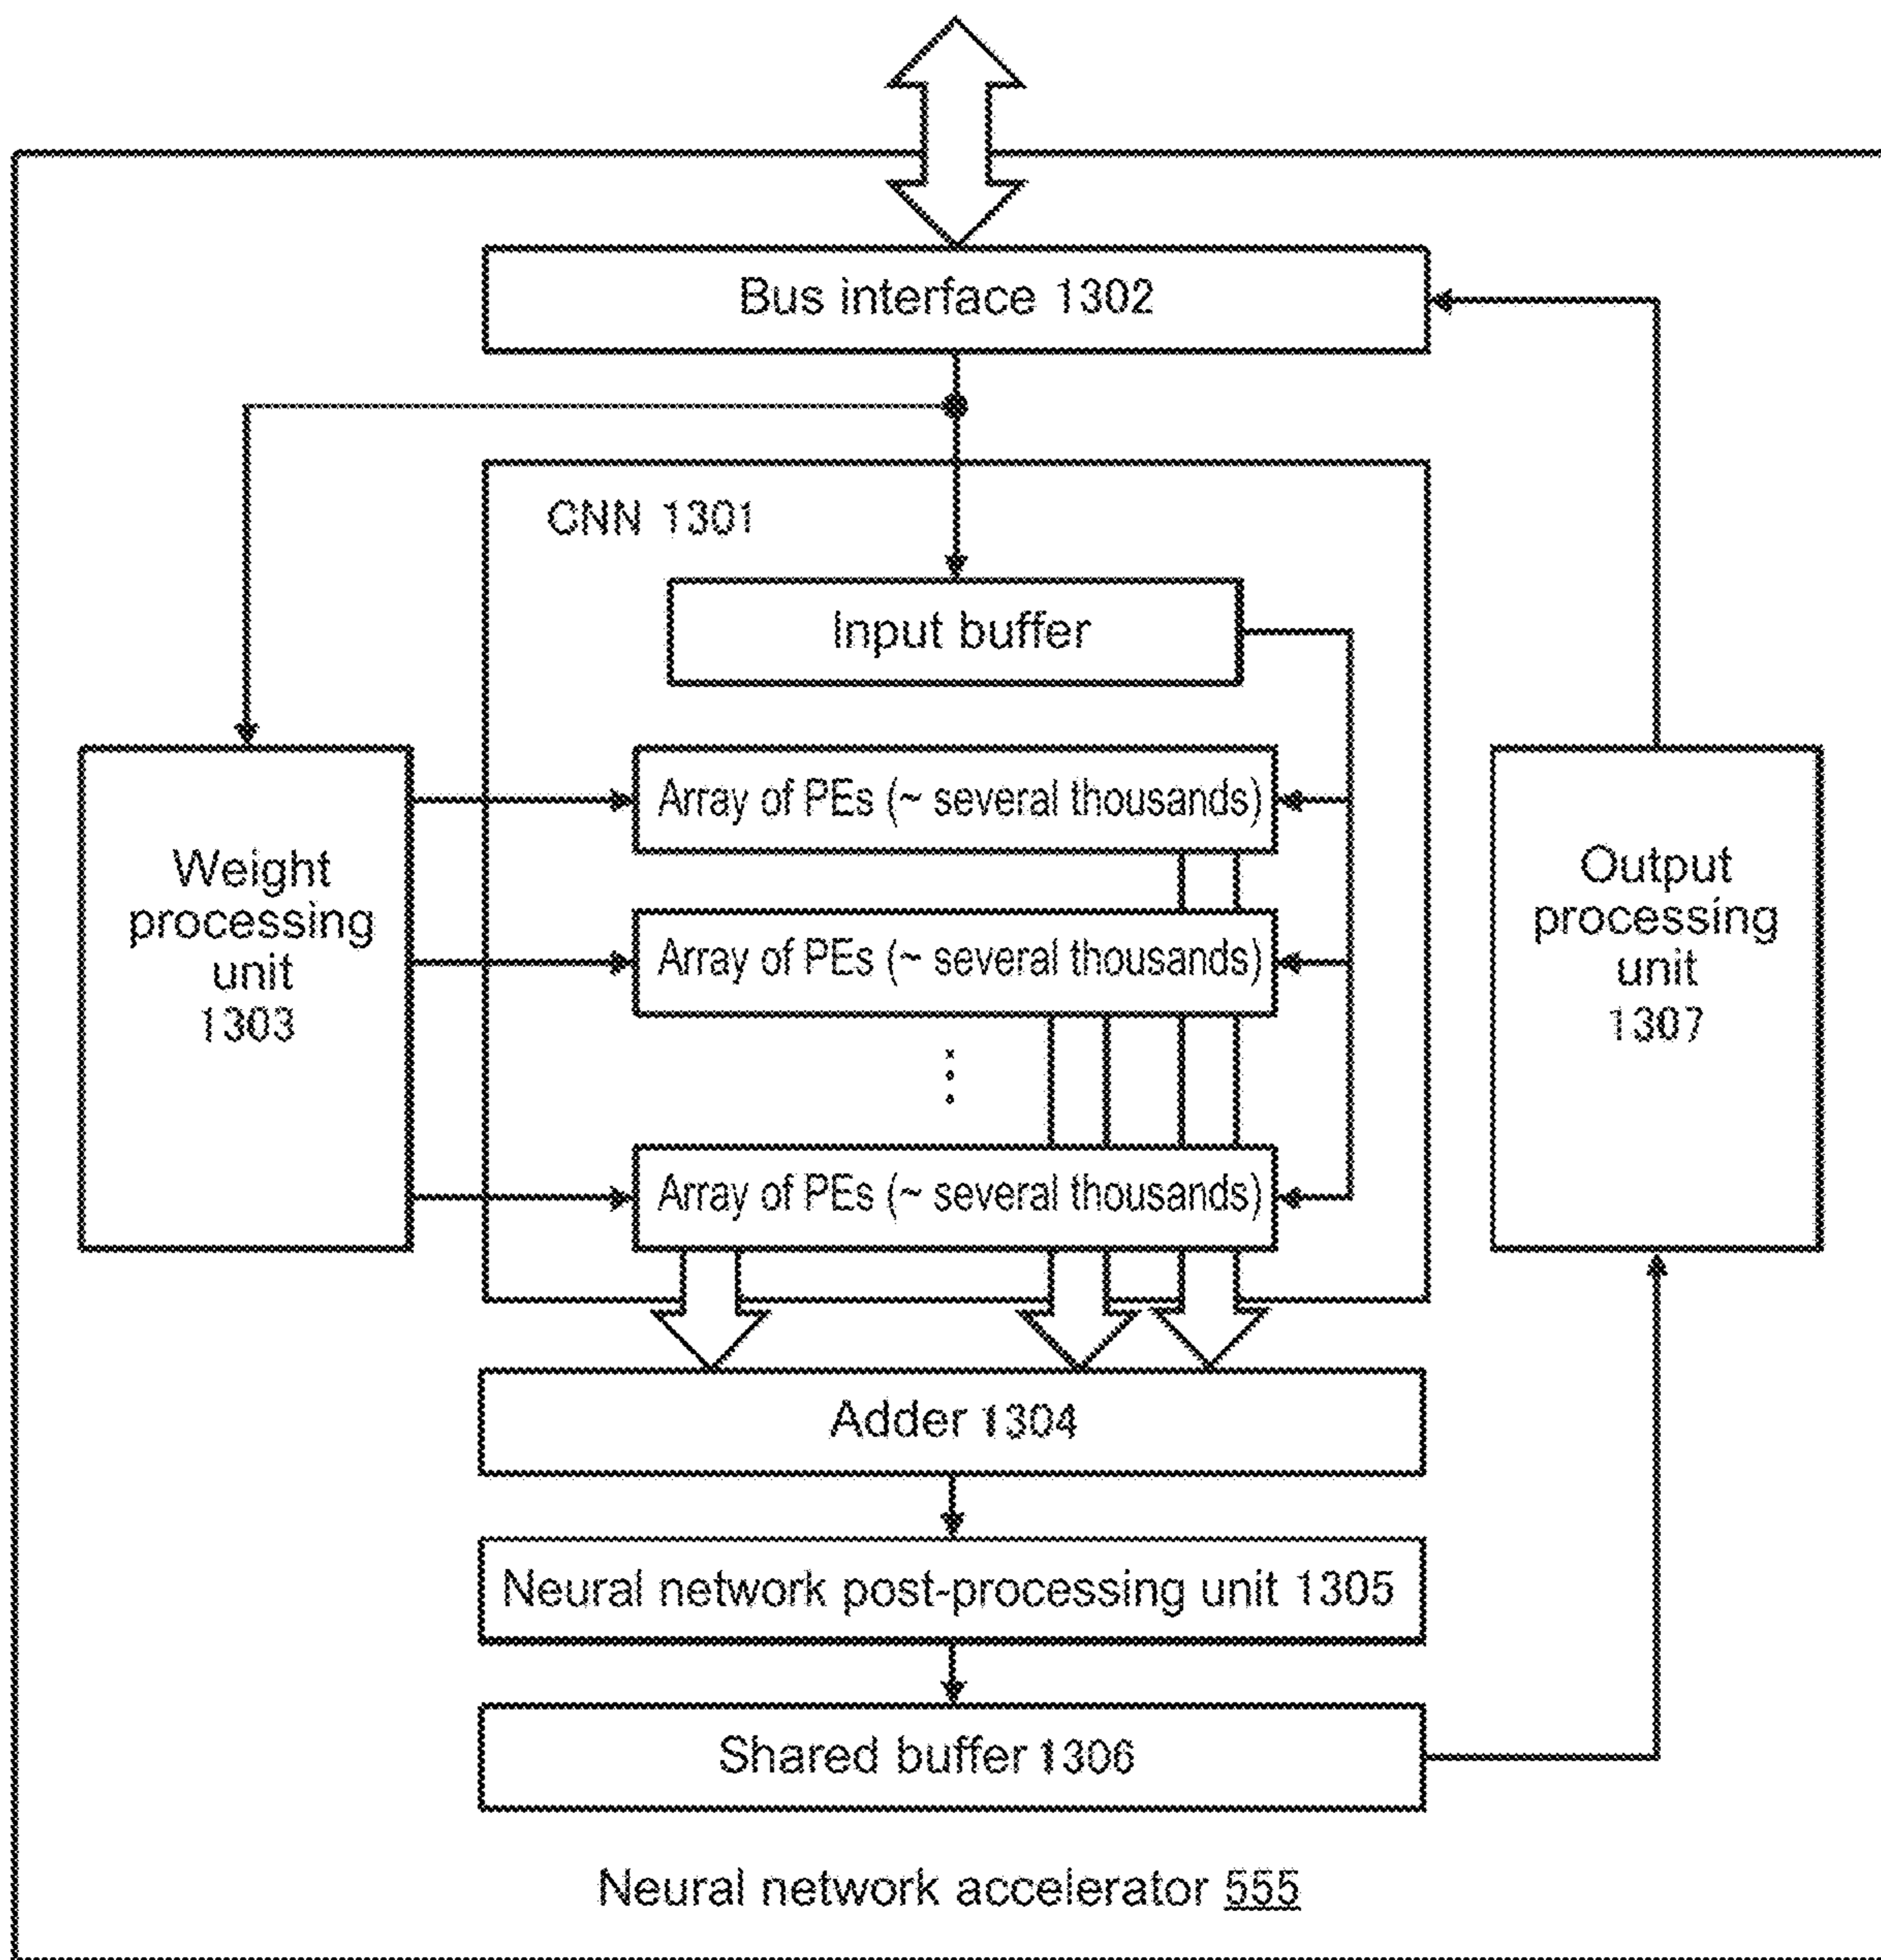 Bus interface 1302
CNN 1301
Input buffer
Array of PEs (~ several thousands)
Array of PEs (~ several thousands)
Array of PEs (~ several thousands)
Weight
processing
unit
1303
Output
processing
unit
1307
Adder 1304
Neural network post-processing unit 1305
Shared buffer 1306
Neural network accelerator 555